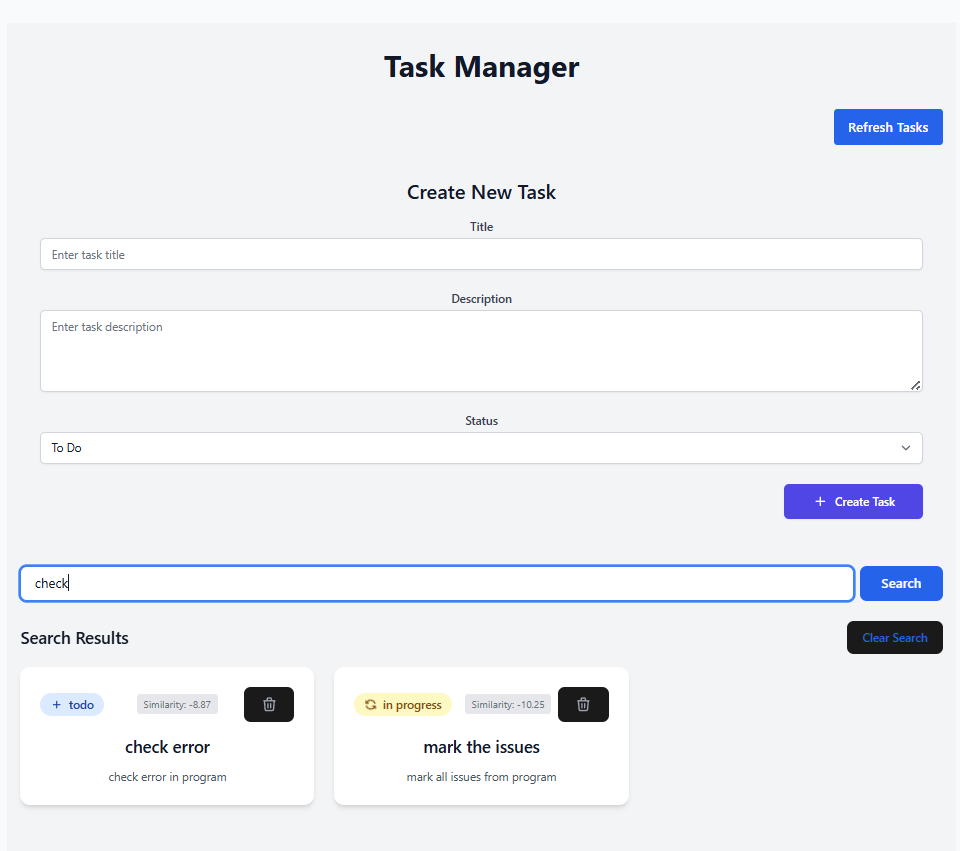 Task Manager
Refresh Tasks
Create New Task
Title
Enter task title
Description
Enter task description
Status
To Do
+ Create Task
check
Search
Search Results
Clear Search
+ todo
Similarity: -8.87
check error
check error in program
in progress
Similarity: -10.25
mark the issues
mark all issues from program